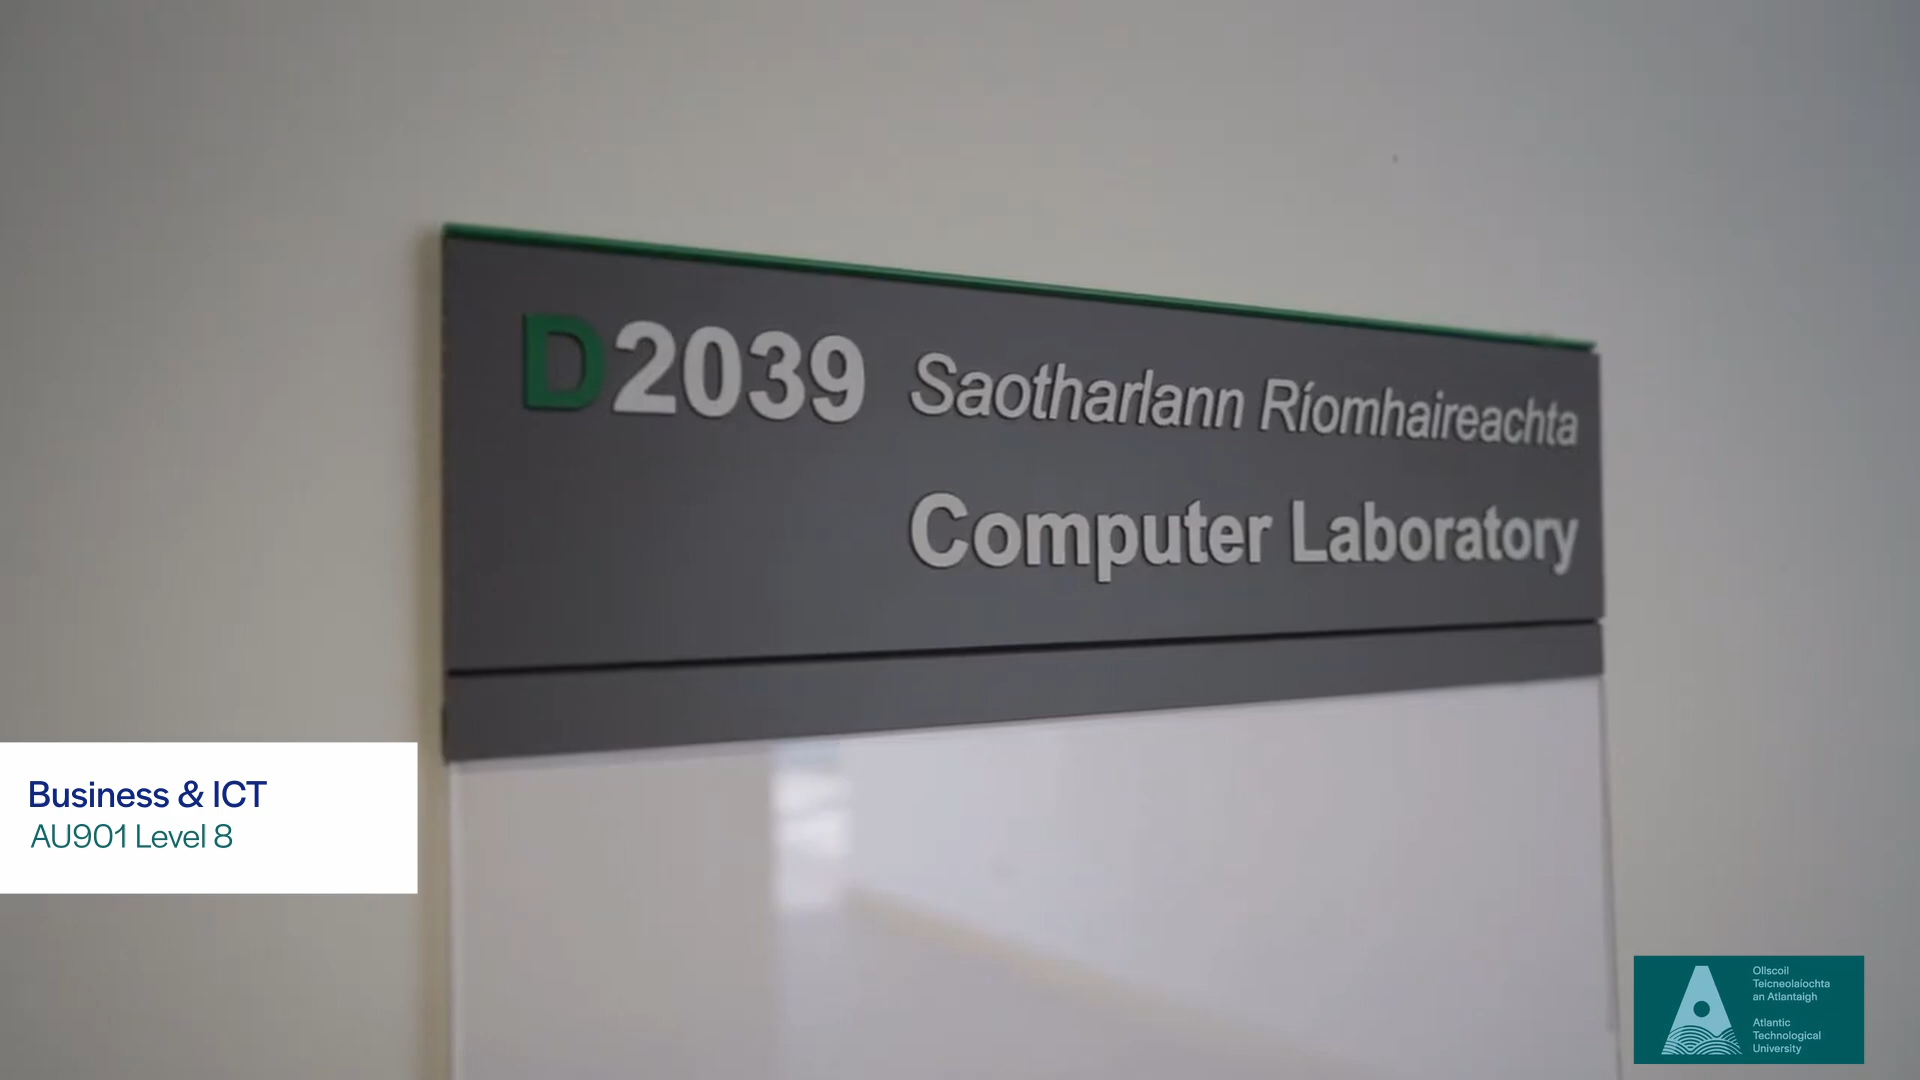 D2039 Saotharlann Ríomhaireachta
Computer Laboratory
Business & ICT
AU901 Level 8
Ollscoil
Teicneolaíochta
an Atlantaigh
Atlantic
Technological
University